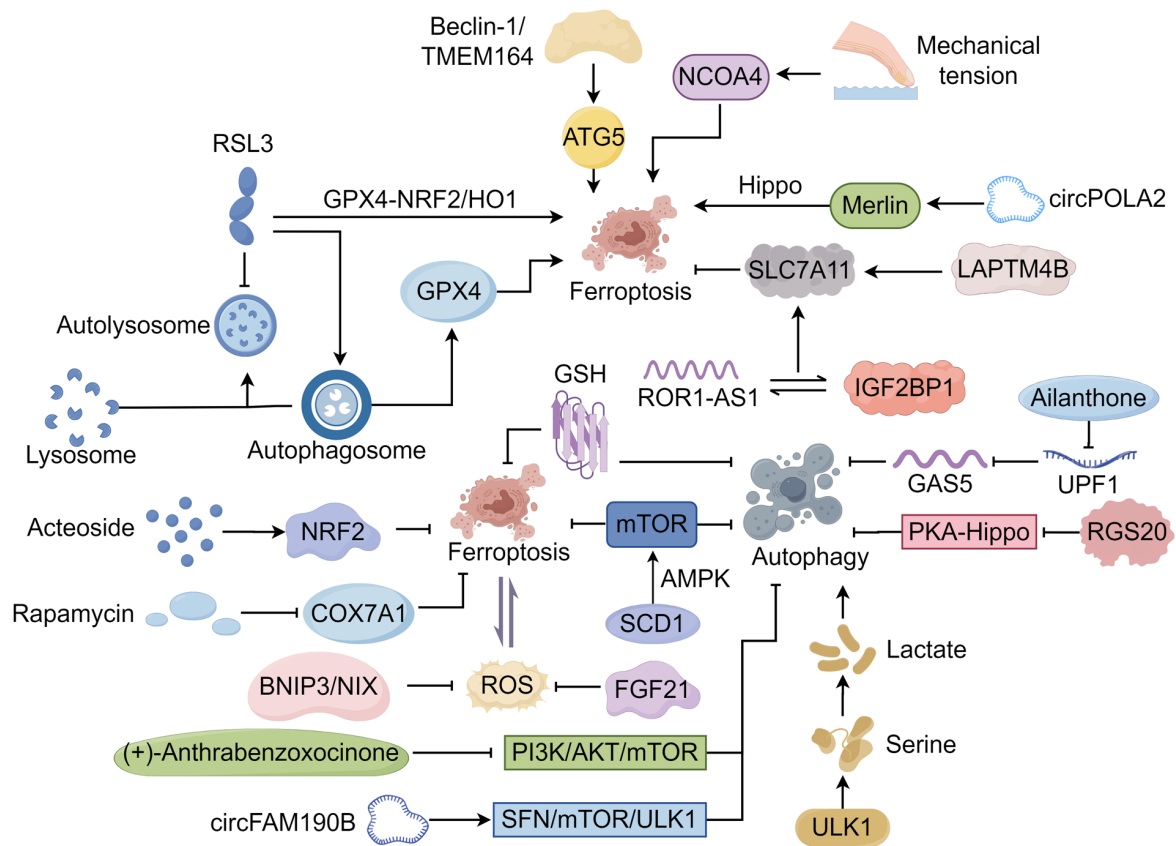 Beclin-1/
TMEM164
NCOA4
Mechanical
tension
ATG5
RSL3
GPX4-NRF2/HO1
Hippo
Merlin
circPOLA2
SLC7A11
LAPTM4B
GPX4
Ferroptosis
Autolysosome
GSH
ROR1-AS1
IGF2BP1
Ailanthone
Lysosome
Autophagosome
GAS5
UPF1
Acteoside
NRF2
Ferroptosis
mTOR
Autophagy
PKA-Hippo
RGS20
AMPK
Rapamycin
COX7A1
SCD1
Lactate
BNIP3/NIX
ROS
FGF21
(+)-Anthrabenzoxocinone
PI3K/AKT/mTOR
Serine
circFAM190B
SFN/mTOR/ULK1
ULK1